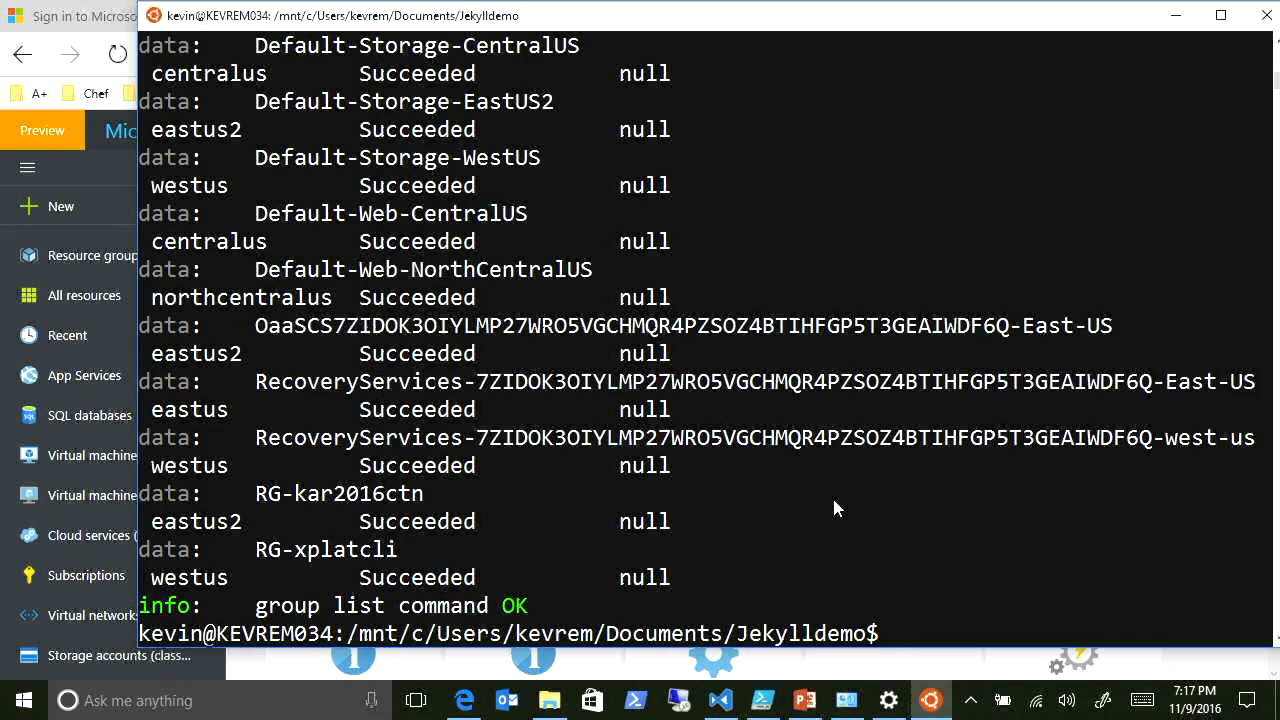 Sign in to Microso
kevin@KEVREM034: /mnt/c/Users/kevrem/Documents/Jekylldemo
A+ Chef
Preview
Mic
New
Resource group
All resources
Recent
App Services
SQL databases
Virtual machine
Virtual machine
Cloud services (
Subscriptions
Virtual network
Storage accounts (class...
data: Default-Storage-CentralUS
centralus Succeeded null
data: Default-Storage-EastUS2
eastus2 Succeeded null
data: Default-Storage-WestUS
westus Succeeded null
data: Default-Web-CentralUS
centralus Succeeded null
data: Default-Web-NorthCentralUS
northcentralus Succeeded null
data: OaaSCS7ZIDOK3OIYLMP27WRO5VGCHMQR4PZSOZ4BTIHFGP5T3GEAIWDF6Q-East-US
eastus2 Succeeded null
data: RecoveryServices-7ZIDOK3OIYLMP27WRO5VGCHMQR4PZSOZ4BTIHFGP5T3GEAIWDF6Q-East-US
eastus Succeeded null
data: RecoveryServices-7ZIDOK3OIYLMP27WRO5VGCHMQR4PZSOZ4BTIHFGP5T3GEAIWDF6Q-west-us
westus Succeeded null
data: RG-kar2016ctn
eastus2 Succeeded null
data: RG-xplatcli
westus Succeeded null
info: group list command OK
kevin@KEVREM034:/mnt/c/Users/kevrem/Documents/Jekylldemo$
Ask me anything
7:17 PM
11/9/2016